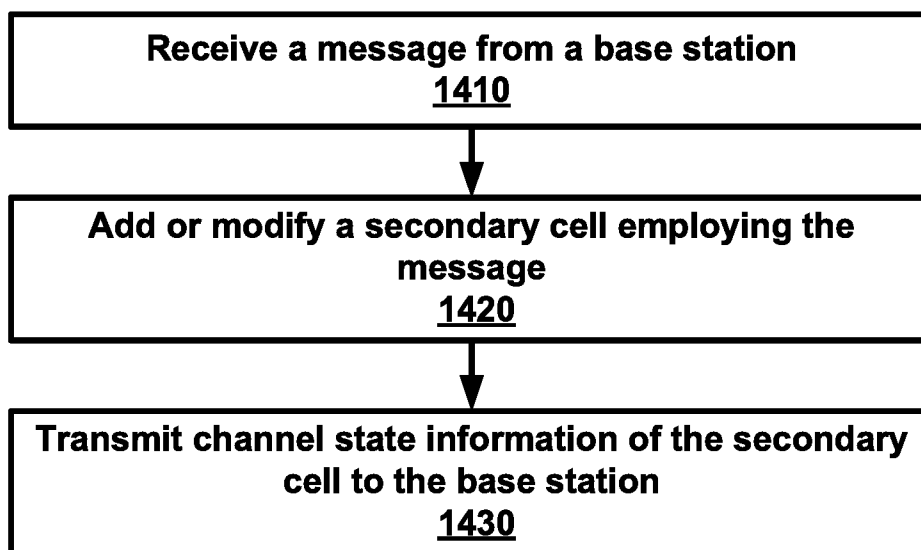 Receive a message from a base station
1410
Add or modify a secondary cell employing the
message
1420
Transmit channel state information of the secondary
cell to the base station
1430